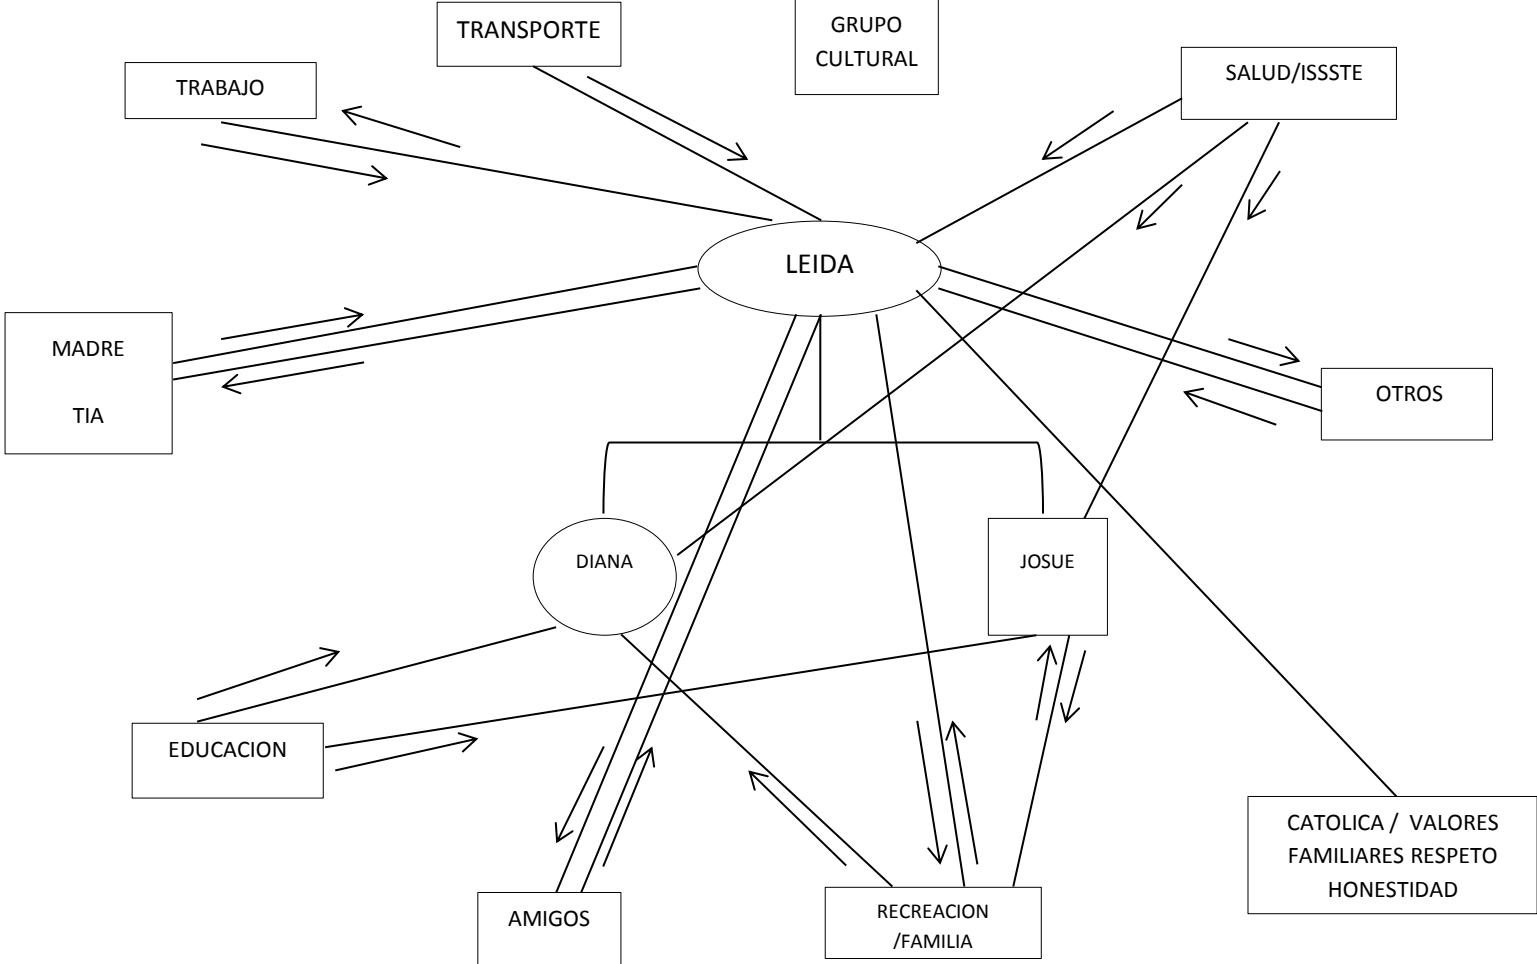 TRANSPORTE
GRUPO
CULTURAL
TRABAJO
SALUD/ISSSTE
LEIDA
MADRE
TIA
OTROS
DIANA
JOSUE
EDUCACION
CATOLICA / VALORES
FAMILIARES RESPETO
HONESTIDAD
AMIGOS
RECREACION
/FAMILIA